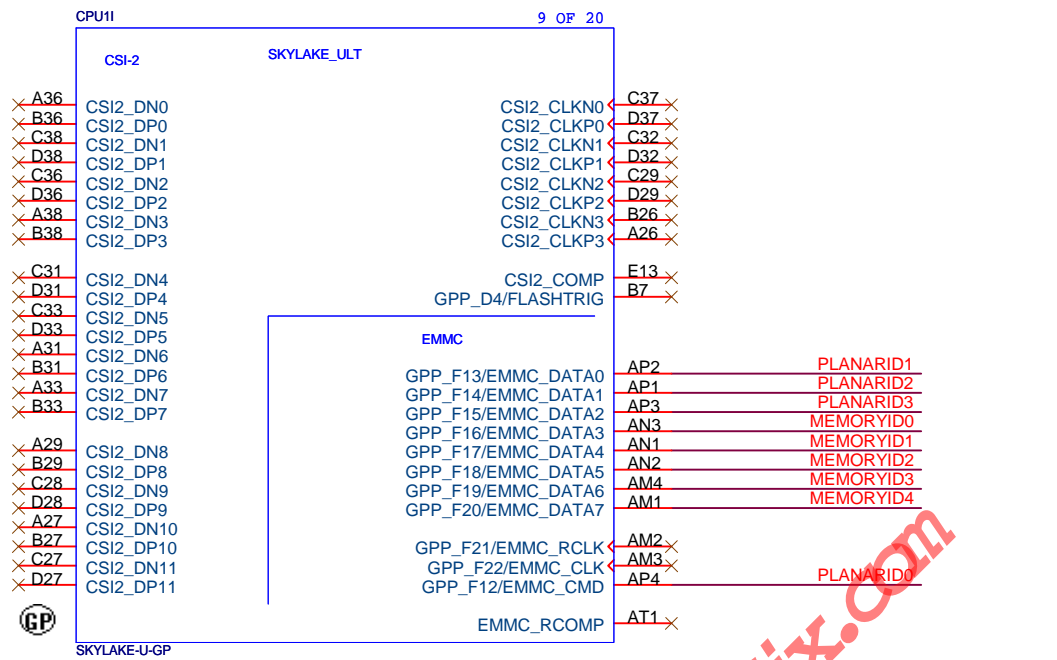 CPU1I 9 OF 20
CSI-2 SKYLAKE_ULT
A36 CSI2_DN0 CSI2_CLKN0 C37
B36 CSI2_DP0 CSI2_CLKP0 D37
C38 CSI2_DN1 CSI2_CLKN1 C32
D38 CSI2_DP1 CSI2_CLKP1 D32
C36 CSI2_DN2 CSI2_CLKN2 C29
D36 CSI2_DP2 CSI2_CLKP2 D29
A38 CSI2_DN3 CSI2_CLKN3 B26
B38 CSI2_DP3 CSI2_CLKP3 A26
C31 CSI2_DN4 CSI2_COMP E13
D31 CSI2_DP4 GPP_D4/FLASHTRIG B7
C33 CSI2_DN5
D33 CSI2_DP5 EMMC
A31 CSI2_DN6
B31 CSI2_DP6 GPP_F13/EMMC_DATA0 AP2 PLANARID1
A33 CSI2_DN7 GPP_F14/EMMC_DATA1 AP1 PLANARID2
B33 CSI2_DP7 GPP_F15/EMMC_DATA2 AP3 PLANARID3
GPP_F16/EMMC_DATA3 AN3 MEMORYID0
A29 CSI2_DN8 GPP_F17/EMMC_DATA4 AN1 MEMORYID1
B29 CSI2_DP8 GPP_F18/EMMC_DATA5 AN2 MEMORYID2
C28 CSI2_DN9 GPP_F19/EMMC_DATA6 AM4 MEMORYID3
D28 CSI2_DP9 GPP_F20/EMMC_DATA7 AM1 MEMORYID4
A27 CSI2_DN10
B27 CSI2_DP10 GPP_F21/EMMC_RCLK AM2
C27 CSI2_DN11 GPP_F22/EMMC_CLK AM3
D27 CSI2_DP11 GPP_F12/EMMC_CMD AP4 PLANARID0
GP EMMC_RCOMP AT1
SKYLAKE-U-GP
ix.com